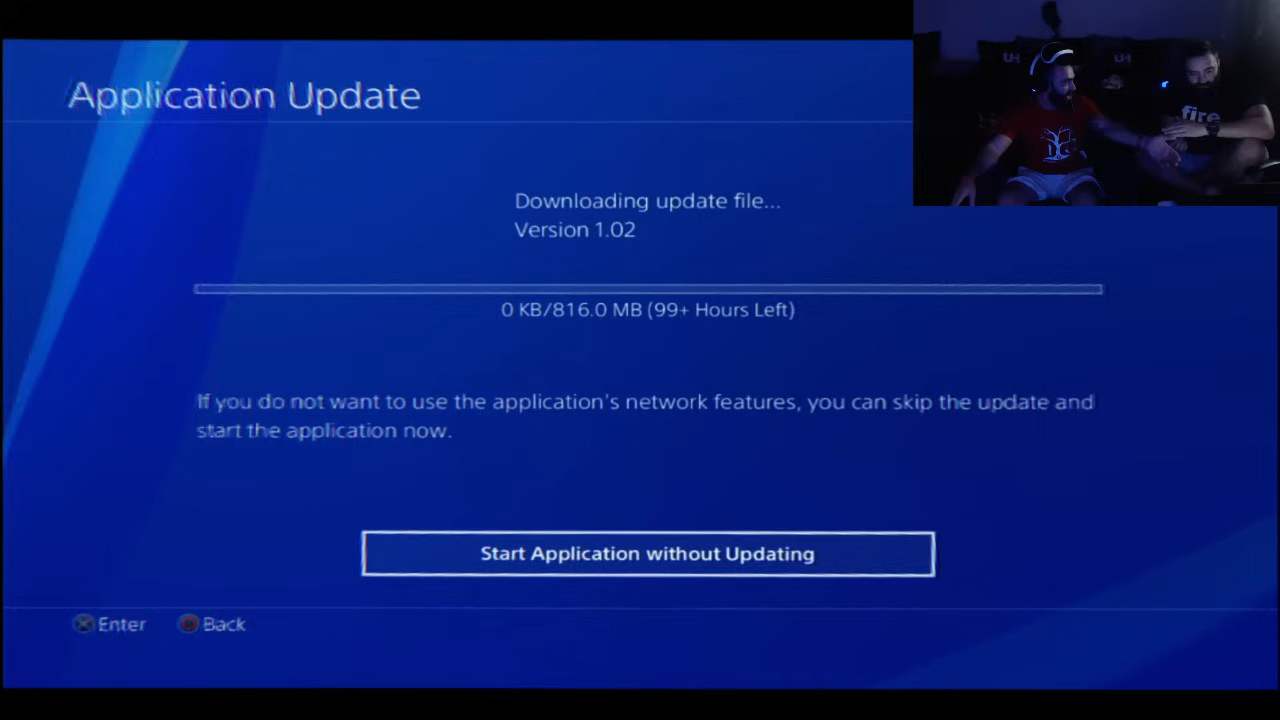 Application Update
Downloading update file...
Version 1.02
0 KB/816.0 MB (99+ Hours Left)
If you do not want to use the application's network features, you can skip the update and
start the application now.
Start Application without Updating
Enter
Back
UH
UH
fire